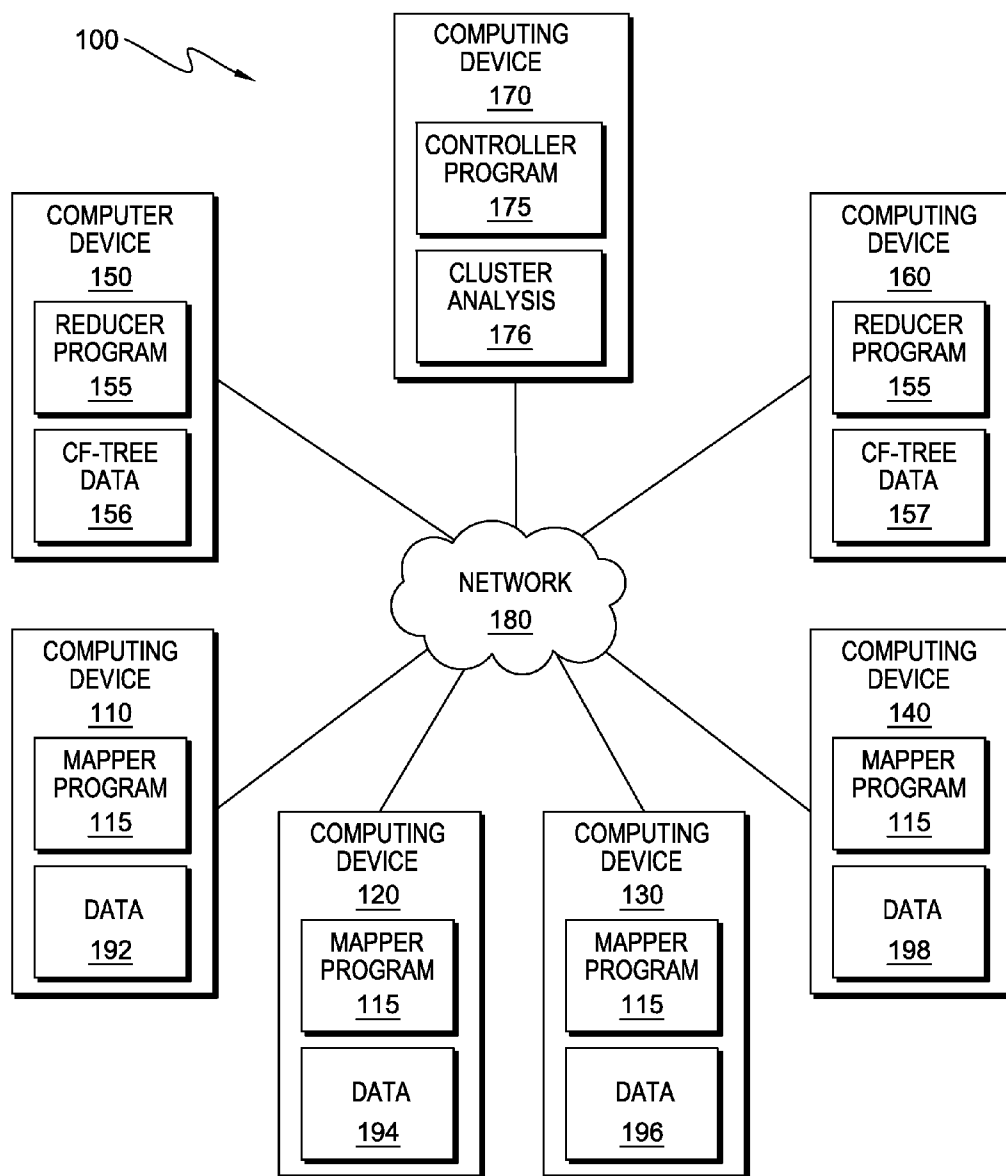 100
COMPUTING
DEVICE
170
CONTROLLER
PROGRAM
175
CLUSTER
ANALYSIS
176
COMPUTER
DEVICE
150
REDUCER
PROGRAM
155
CF-TREE
DATA
156
COMPUTING
DEVICE
160
REDUCER
PROGRAM
155
CF-TREE
DATA
157
NETWORK
180
COMPUTING
DEVICE
110
MAPPER
PROGRAM
115
DATA
192
COMPUTING
DEVICE
120
MAPPER
PROGRAM
115
DATA
194
COMPUTING
DEVICE
130
MAPPER
PROGRAM
115
DATA
196
COMPUTING
DEVICE
140
MAPPER
PROGRAM
115
DATA
198